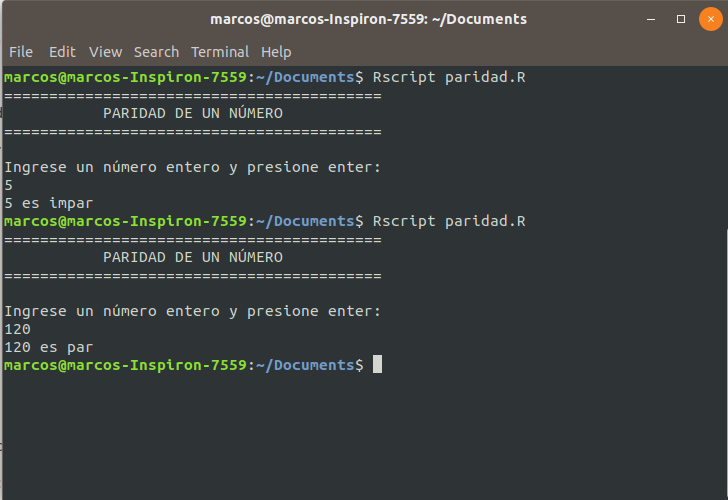 marcos@marcos-Inspiron-7559: ~/Documents
File Edit View Search Terminal Help
marcos@marcos-Inspiron-7559:~/Documents$ Rscript paridad.R
==========================================
PARIDAD DE UN NÚMERO
==========================================
Ingrese un número entero y presione enter:
5
5 es impar
marcos@marcos-Inspiron-7559:~/Documents$ Rscript paridad.R
==========================================
PARIDAD DE UN NÚMERO
==========================================
Ingrese un número entero y presione enter:
120
120 es par
marcos@marcos-Inspiron-7559:~/Documents$